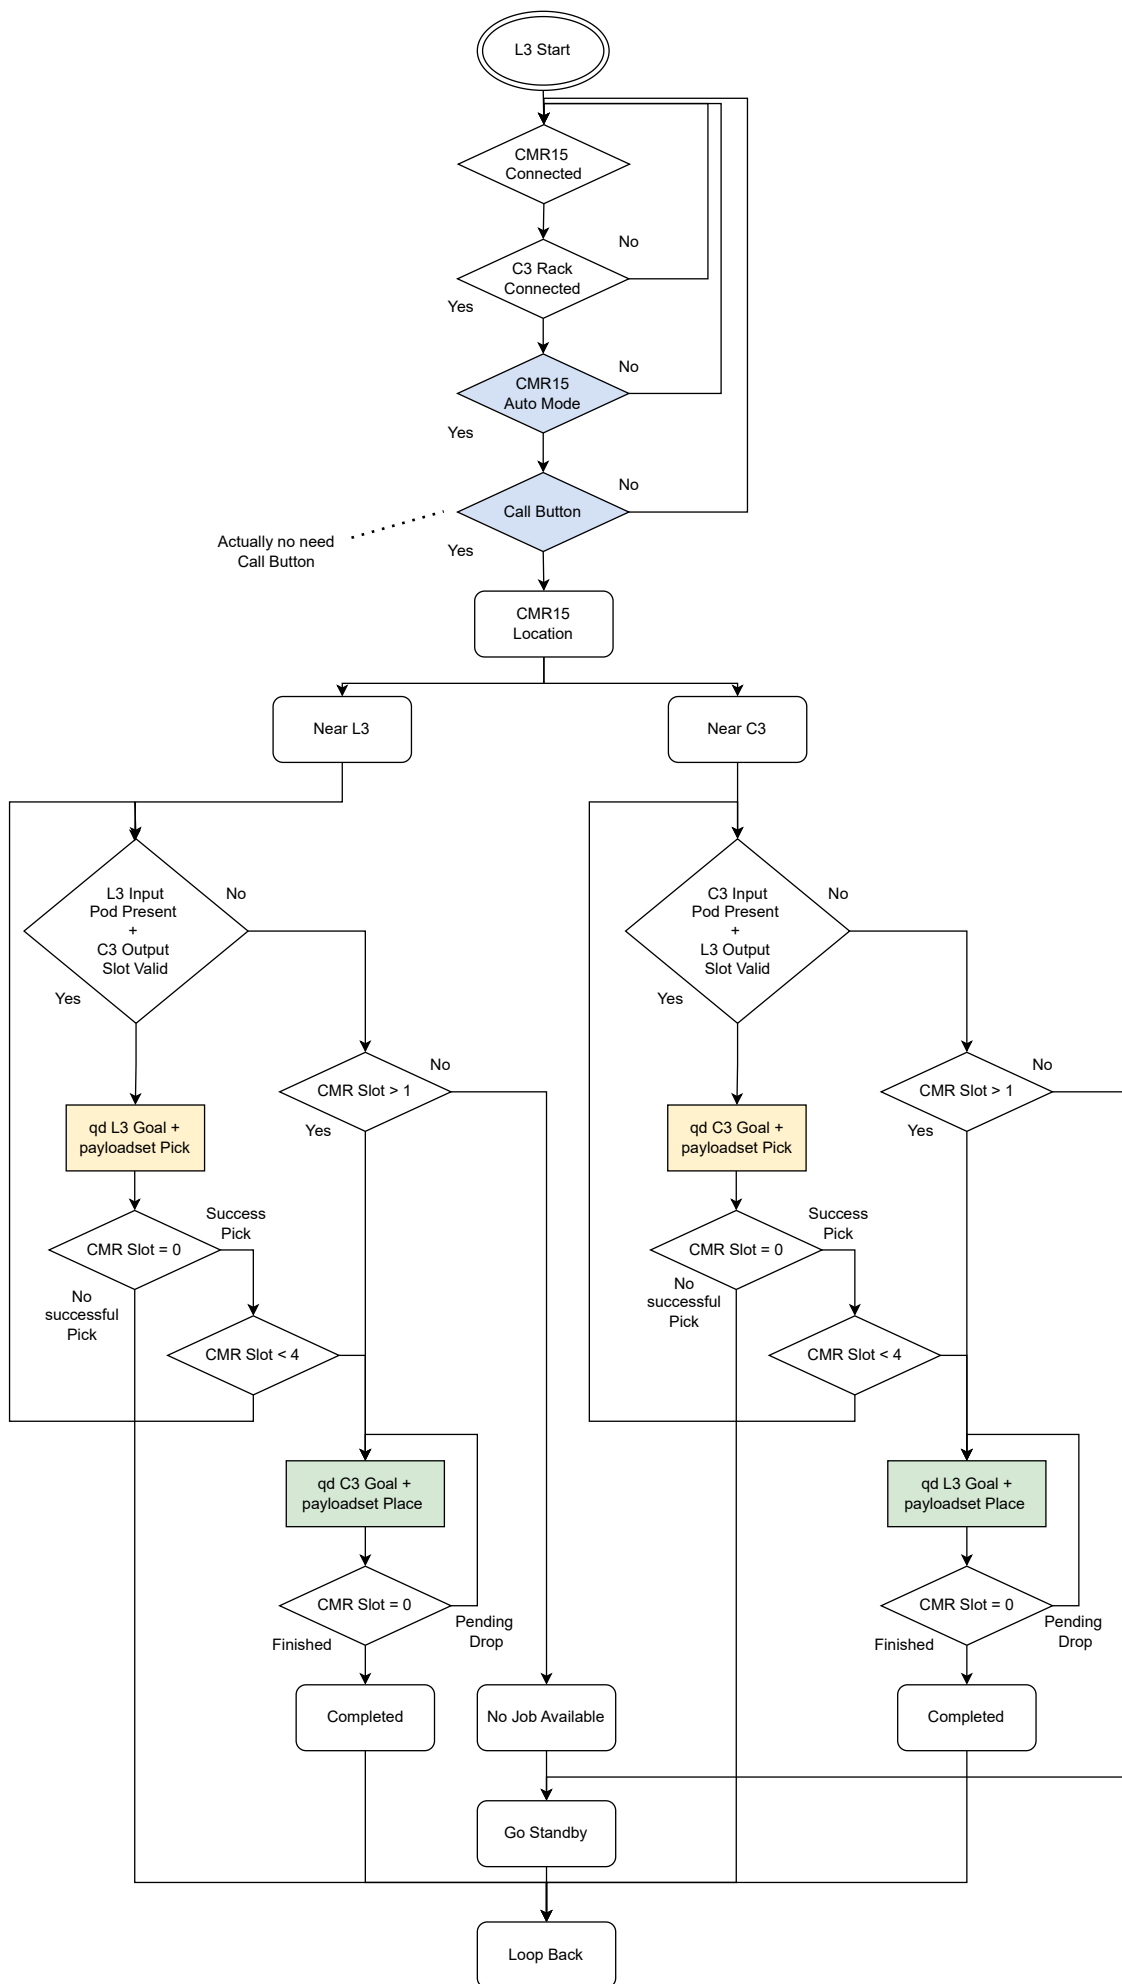 L3 Start
CMR15
Connected
No
C3 Rack
Connected
Yes
No
CMR15
Auto Mode
Yes
No
Call Button
Actually no need
Call Button
Yes
CMR15
Location
Near L3
Near C3
L3 Input
Pod Present
+
C3 Output
Slot Valid
No
Yes
C3 Input
Pod Present
+
L3 Output
Slot Valid
No
Yes
CMR Slot > 1
No
Yes
CMR Slot > 1
No
Yes
qd L3 Goal +
payloadset Pick
qd C3 Goal +
payloadset Pick
CMR Slot = 0
Success
Pick
No
successful
Pick
CMR Slot = 0
Success
Pick
No
successful
Pick
CMR Slot < 4
CMR Slot < 4
qd C3 Goal +
payloadset Place
qd L3 Goal +
payloadset Place
CMR Slot = 0
Pending
Drop
Finished
CMR Slot = 0
Pending
Drop
Finished
Completed
No Job Available
Completed
Go Standby
Loop Back